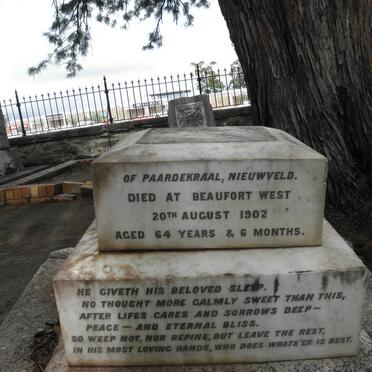 OF PAARDEKRAAL, NIEUWVELD.
DIED AT BEAUFORT WEST
20TH AUGUST 1902
AGED 64 YEARS & 6 MONTHS.
HE GIVETH HIS BELOVED SLEEP.
NO THOUGHT MORE CALMLY SWEET THAN THIS,
AFTER LIFES CARES AND SORROWS DEEP—
PEACE — AND ETERNAL BLISS.
SO WEEP NOT, NOR REPINE, BUT LEAVE THE REST,
IN HIS MOST LOVING HANDS, WHO DOES WHATE'ER IS BEST.